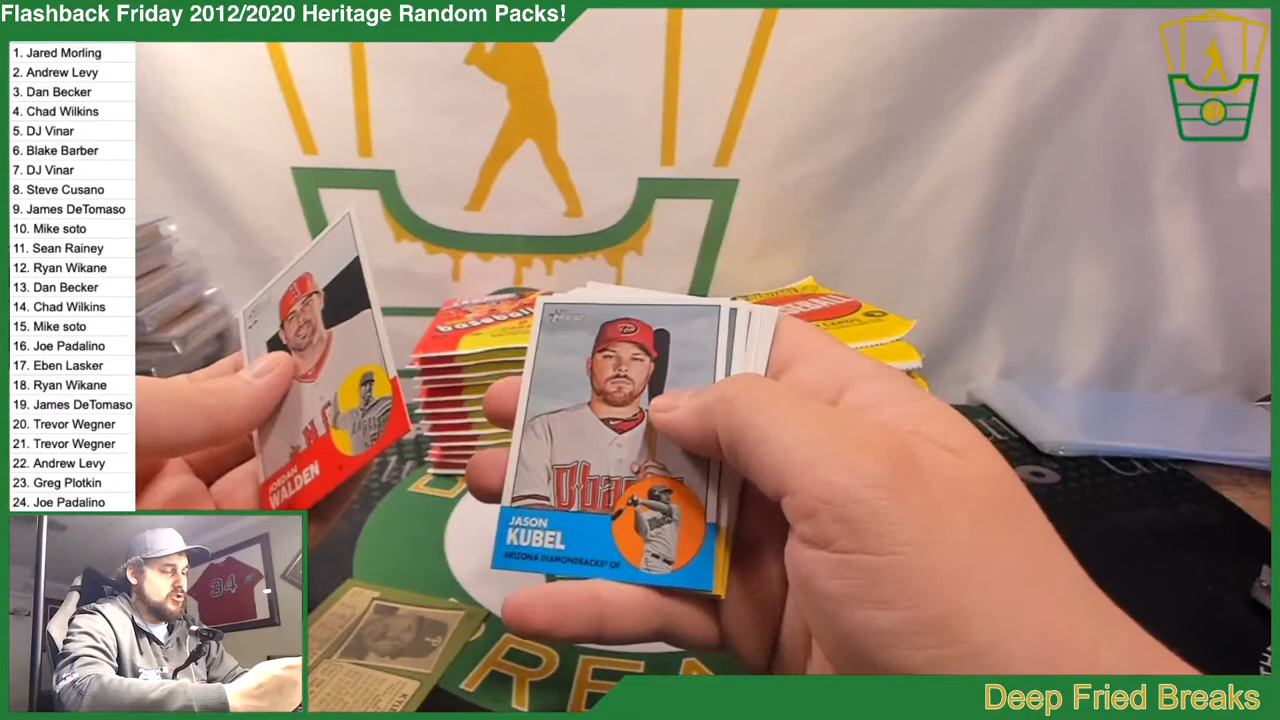 Flashback Friday 2012/2020 Heritage Random Packs!
1. Jared Morling
2. Andrew Levy
3. Dan Becker
4. Chad Wilkins
5. DJ Vinar
6. Blake Barber
7. DJ Vinar
8. Steve Cusano
9. James DeTomaso
10. Mike soto
11. Sean Rainey
12. Ryan Wikane
13. Dan Becker
14. Chad Wilkins
15. Mike soto
16. Joe Padalino
17. Eben Lasker
18. Ryan Wikane
19. James DeTomaso
20. Trevor Wegner
21. Trevor Wegner
22. Andrew Levy
23. Greg Plotkin
24. Joe Padalino
JORDAN
WALDEN
JASON
KUBEL
ARIZONA DIAMONDBACKS OF
34
Deep Fried Breaks